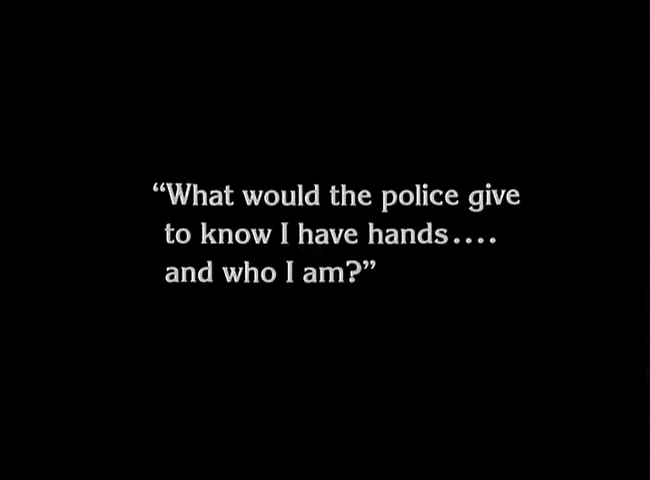 “What would the police give
to know I have hands....
and who I am?”